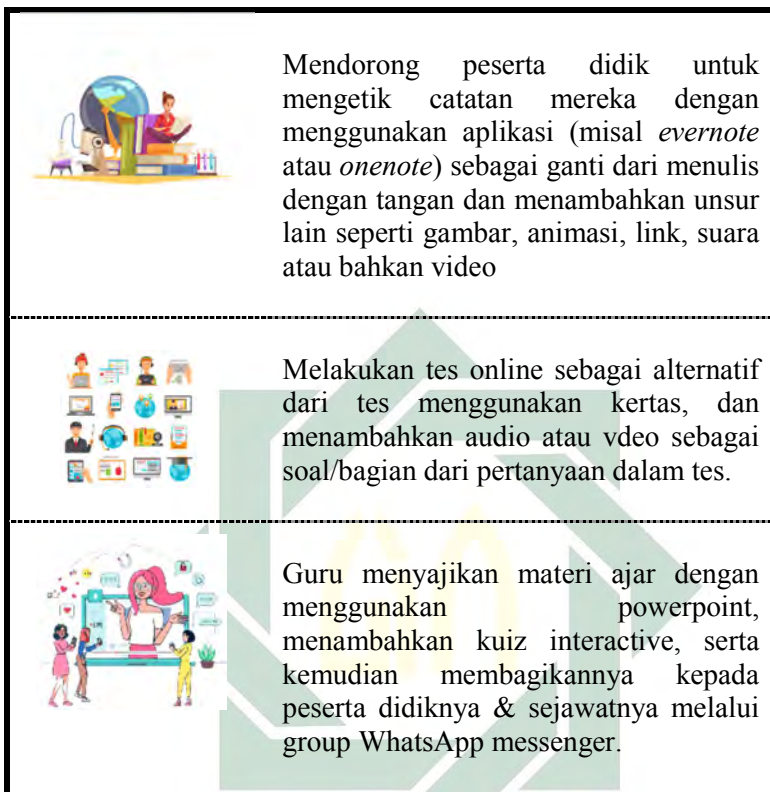 Mendorong peserta didik untuk
mengetik catatan mereka dengan
menggunakan aplikasi (misal evernote
atau onenote) sebagai ganti dari menulis
dengan tangan dan menambahkan unsur
lain seperti gambar, animasi, link, suara
atau bahkan video
Melakukan tes online sebagai alternatif
dari tes menggunakan kertas, dan
menambahkan audio atau vdeo sebagai
soal/bagian dari pertanyaan dalam tes.
Guru menyajikan materi ajar dengan
menggunakan powerpoint,
menambahkan kuiz interactive, serta
kemudian membagikannya kepada
peserta didiknya & sejawatnya melalui
group WhatsApp messenger.